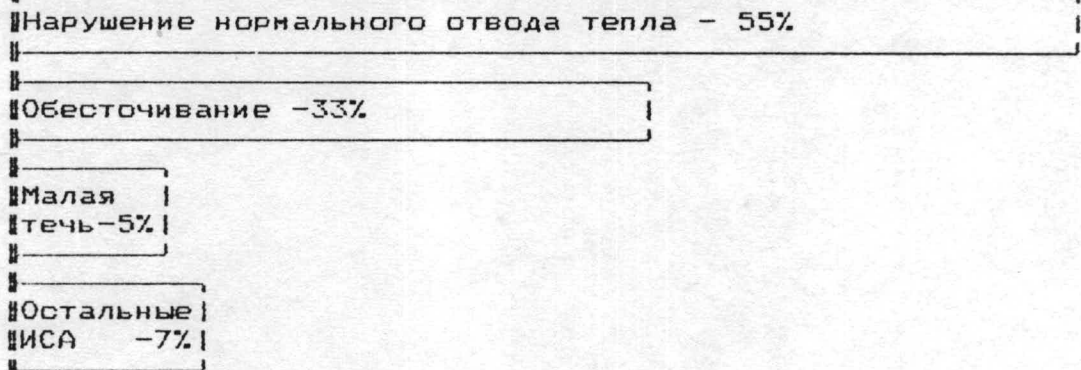 Нарушение нормального отвода тепла - 55%
Обесточивание -33%
Малая
течь-5%
Остальные
ИСА -7%